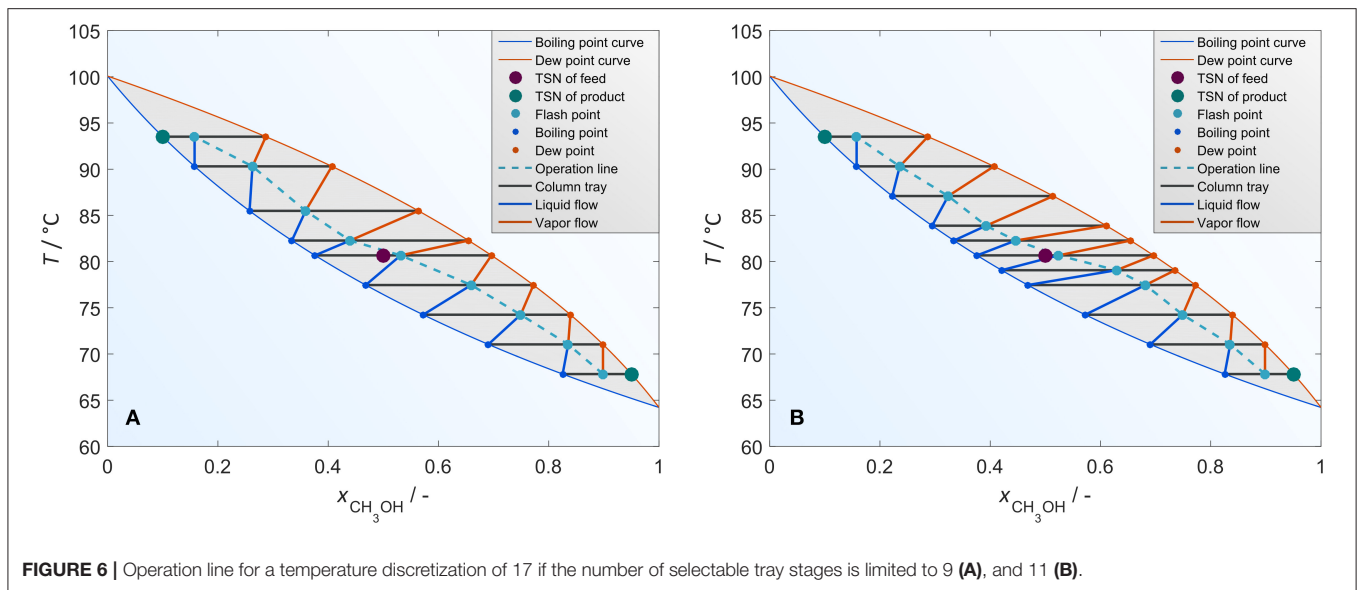 105
100
95
90
85
80
75
70
65
60
T / °C
0
0.2
0.4
0.6
0.8
1
x_CH₃OH / -
Boiling point curve
Dew point curve
TSN of feed
TSN of product
Flash point
Boiling point
Dew point
Operation line
Column tray
Liquid flow
Vapor flow
A
105
100
95
90
85
80
75
70
65
60
T / °C
0
0.2
0.4
0.6
0.8
1
x_CH₃OH / -
Boiling point curve
Dew point curve
TSN of feed
TSN of product
Flash point
Boiling point
Dew point
Operation line
Column tray
Liquid flow
Vapor flow
B
FIGURE 6 | Operation line for a temperature discretization of 17 if the number of selectable tray stages is limited to 9 (A), and 11 (B).